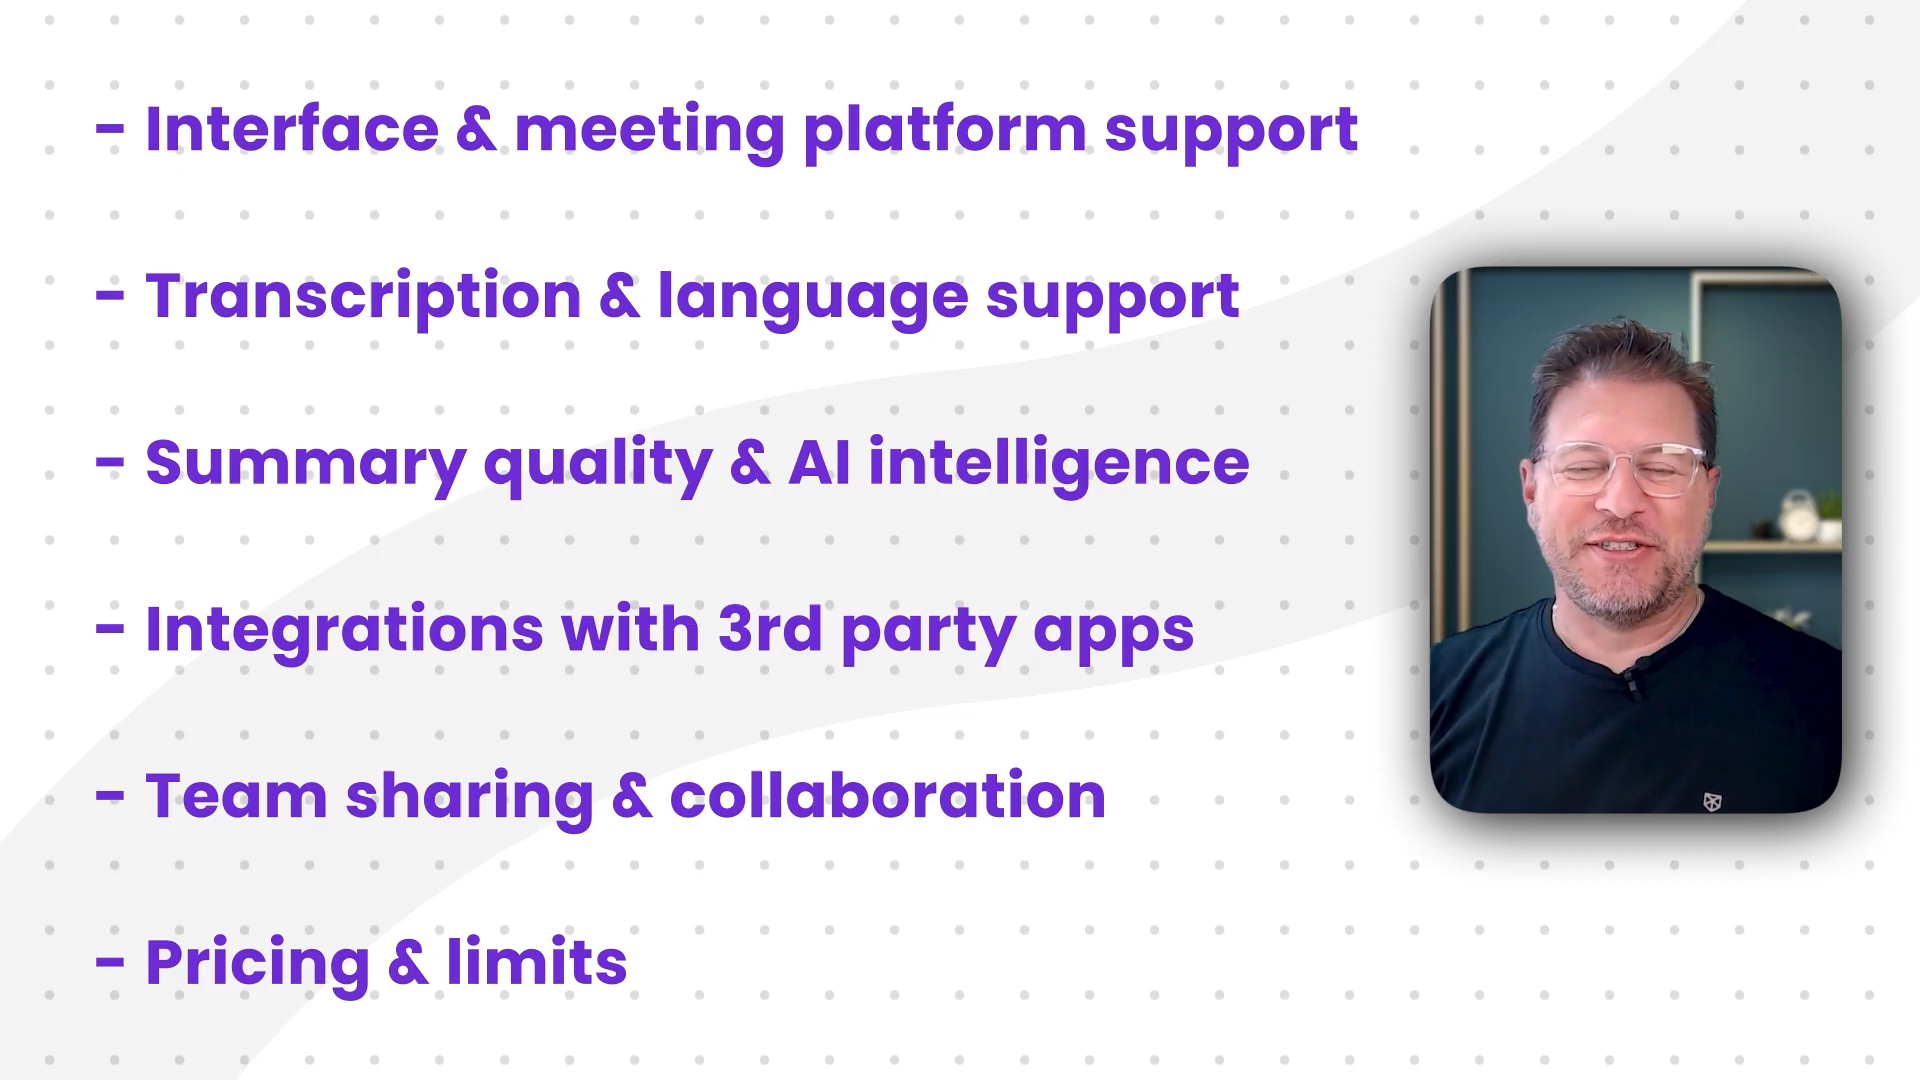 - Interface & meeting platform support
- Transcription & language support
- Summary quality & AI intelligence
- Integrations with 3rd party apps
- Team sharing & collaboration
- Pricing & limits